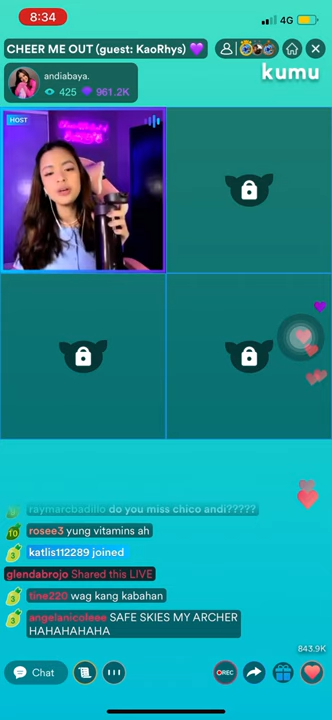 8:34
4G
CHEER ME OUT (guest: KaoRhys) 💜
kumu
andiabaya.
425 961.2K
HOST
raymarcbadillo do you miss chico andi?????
T0 rosee3 yung vitamins ah
3 katlis112289 joined
glendabrojo Shared this LIVE
3 tine220 wag kang kabahan
3 angelanicoleee SAFE SKIES MY ARCHER
HAHAHAHAHA
843.9K
Chat
REC